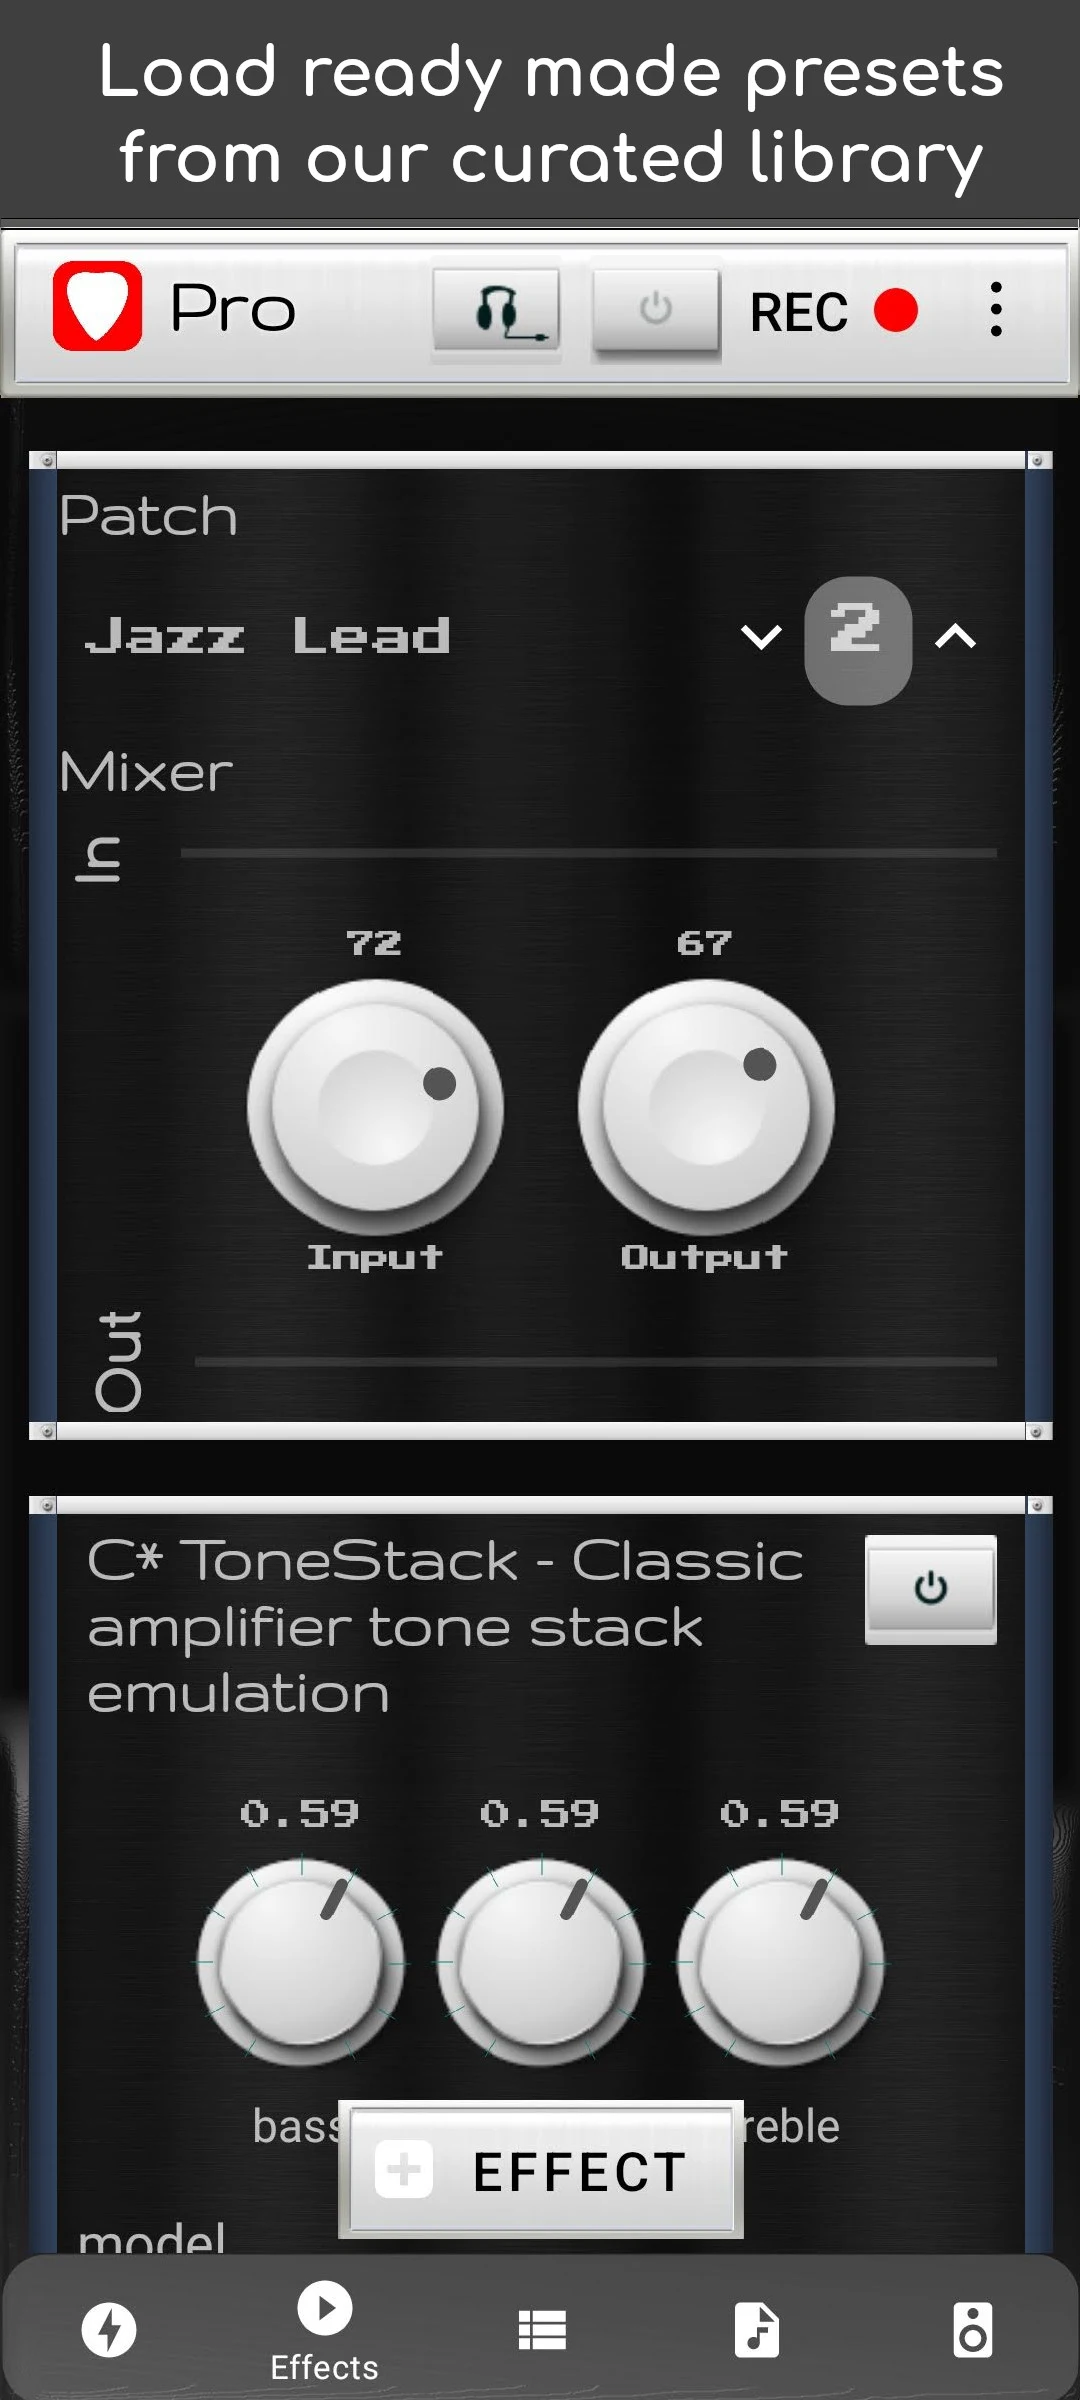 Load ready made presets
from our curated library
Pro
REC
Patch
Jazz Lead
2
Mixer
In
72
67
Input
Output
Out
C* ToneStack - Classic
amplifier tone stack
emulation
0.59
0.59
0.59
bass
reble
EFFECT
model
Effects